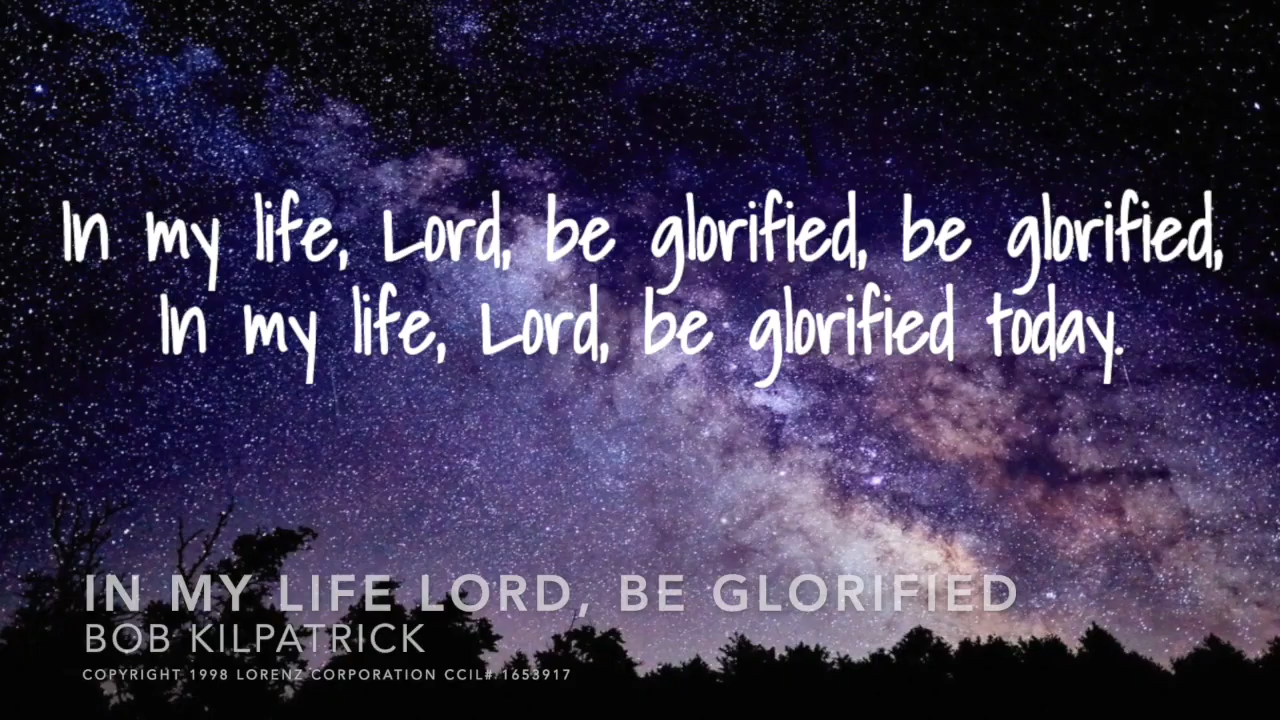 In my life, Lord, be glorified, be glorified,
In my life, Lord, be glorified today.
IN MY LIFE LORD, BE GLORIFIED
BOB KILPATRICK
COPYRIGHT 1998 LORENZ CORPORATION CCIL# 1653917